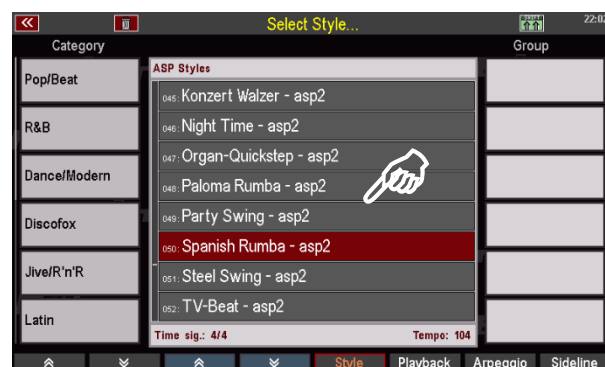 Select Style...
22:02
Category
Group
Pop/Beat
R&B
Dance/Modern
Discofox
Jive/R'n'R
Latin
ASP Styles
045: Konzert Walzer - asp2
046: Night Time - asp2
047: Organ-Quickstep - asp2
048: Paloma Rumba - asp2
049: Party Swing - asp2
050: Spanish Rumba - asp2
051: Steel Swing - asp2
052: TV-Beat - asp2
Time sig.: 4/4 Tempo: 104
Style Playback Arpeggio Sideline